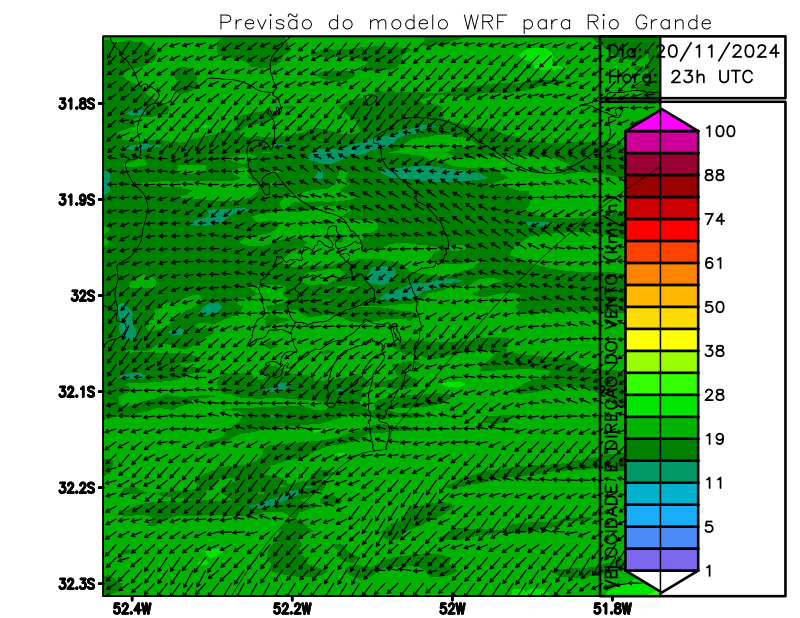 Previsão do modelo WRF para Rio Grande
Dia: 20/11/2024
Hora: 23h UTC
31.8S
31.9S
32S
32.1S
32.2S
32.3S
52.4W
52.2W
52W
51.8W
VELOCIDADE E DIREÇÃO DO VENTO (km/h)
100
88
74
61
50
38
28
19
11
5
1